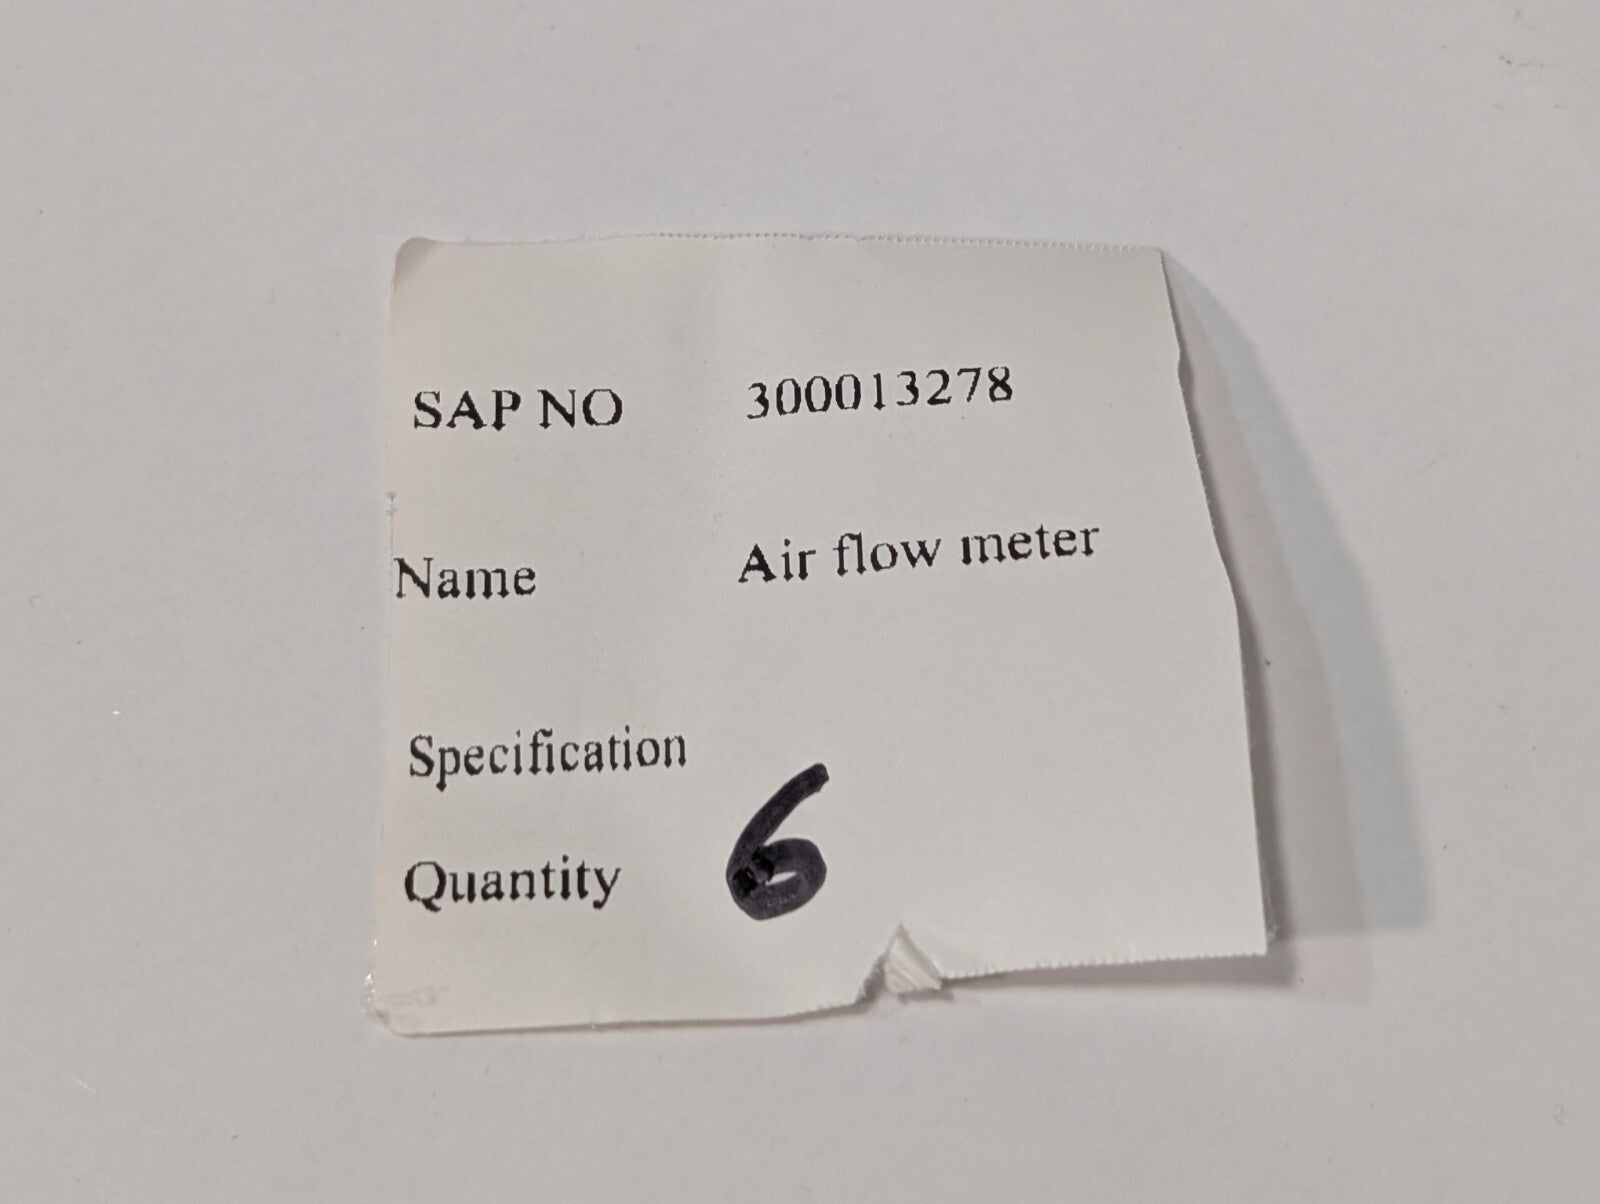 SAP NO 300013278
Name Air flow meter
Specification
Quantity 6